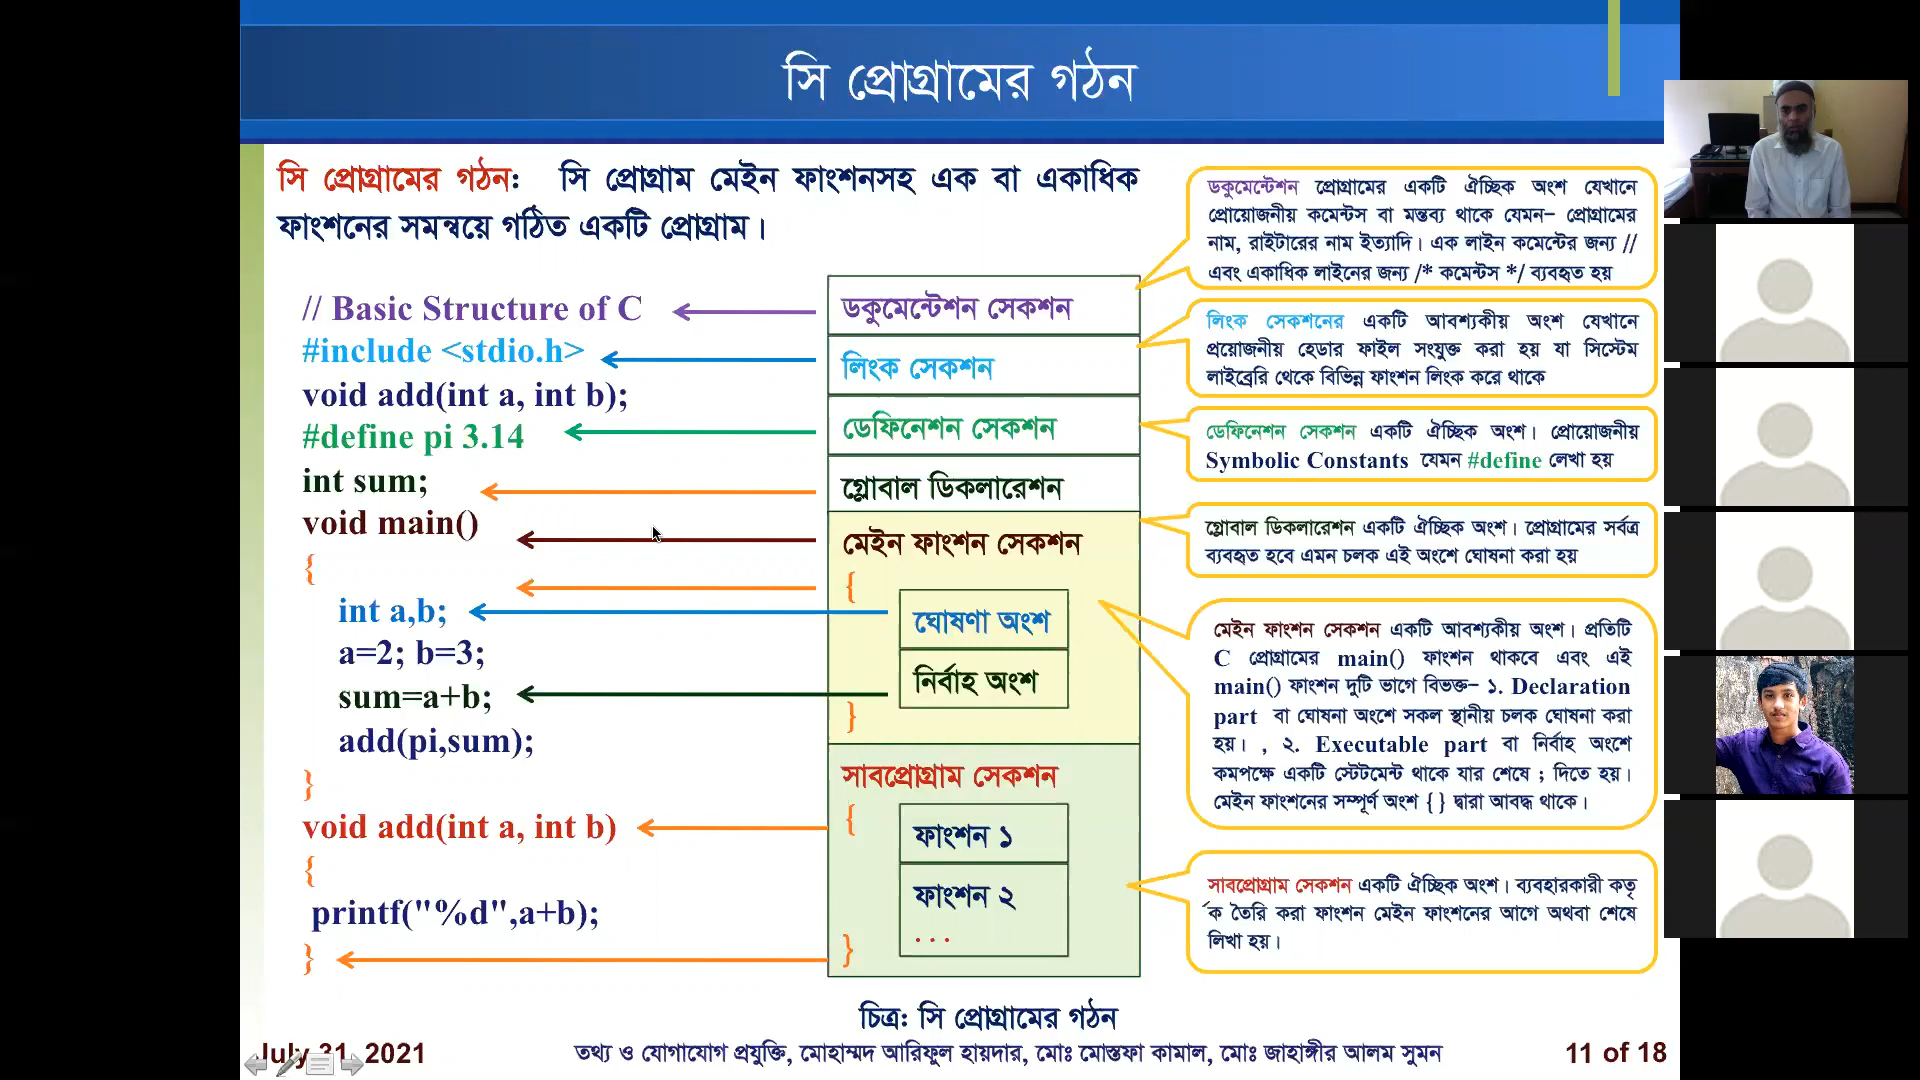 সি প্রোগ্রামের গঠন
সি প্রোগ্রামের গঠন: সি প্রোগ্রাম মেইন ফাংশনসহ এক বা একাধিক
ফাংশনের সমন্বয়ে গঠিত একটি প্রোগ্রাম।
// Basic Structure of C
#include <stdio.h>
void add(int a, int b);
#define pi 3.14
int sum;
void main()
{
int a,b;
a=2; b=3;
sum=a+b;
add(pi,sum);
}
void add(int a, int b)
{
printf("%d",a+b);
}
ডকুমেন্টেশন সেকশন
লিংক সেকশন
ডেফিনেশন সেকশন
গ্লোবাল ডিকলারেশন
মেইন ফাংশন সেকশন
{
ঘোষণা অংশ
নির্বাহ অংশ
}
সাবপ্রোগ্রাম সেকশন
{
ফাংশন ১
ফাংশন ২
...
}
ডকুমেন্টেশন প্রোগ্রামের একটি ঐচ্ছিক অংশ যেখানে
প্রোয়োজনীয় কমেন্টস বা মন্তব্য থাকে যেমন– প্রোগ্রামের
নাম, রাইটারের নাম ইত্যাদি। এক লাইন কমেন্টের জন্য //
এবং একাধিক লাইনের জন্য /* কমেন্টস */ ব্যবহৃত হয়
লিংক সেকশনের একটি আবশ্যকীয় অংশ যেখানে
প্রয়োজনীয় হেডার ফাইল সংযুক্ত করা হয় যা সিস্টেম
লাইব্রেরি থেকে বিভিন্ন ফাংশন লিংক করে থাকে
ডেফিনেশন সেকশন একটি ঐচ্ছিক অংশ। প্রোয়োজনীয়
Symbolic Constants যেমন #define লেখা হয়
গ্লোবাল ডিকলারেশন একটি ঐচ্ছিক অংশ। প্রোগ্রামের সর্বত্র
ব্যবহৃত হবে এমন চলক এই অংশে ঘোষনা করা হয়
মেইন ফাংশন সেকশন একটি আবশ্যকীয় অংশ। প্রতিটি
C প্রোগ্রামের main() ফাংশন থাকবে এবং এই
main() ফাংশন দুটি ভাগে বিভক্ত– ১. Declaration
part বা ঘোষনা অংশে সকল স্থানীয় চলক ঘোষনা করা
হয়। , ২. Executable part বা নির্বাহ অংশে
কমপক্ষে একটি স্টেটমেন্ট থাকে যার শেষে ; দিতে হয়।
মেইন ফাংশনের সম্পূর্ণ অংশ { } দ্বারা আবদ্ধ থাকে।
সাবপ্রোগ্রাম সেকশন একটি ঐচ্ছিক অংশ। ব্যবহারকারী কতৃ
র্ক তৈরি করা ফাংশন মেইন ফাংশনের আগে অথবা শেষে
লিখা হয়।
চিত্র: সি প্রোগ্রামের গঠন
July 31, 2021
তথ্য ও যোগাযোগ প্রযুক্তি, মোহাম্মদ আরিফুল হায়দার, মোঃ মোস্তফা কামাল, মোঃ জাহাঙ্গীর আলম সুমন
11 of 18